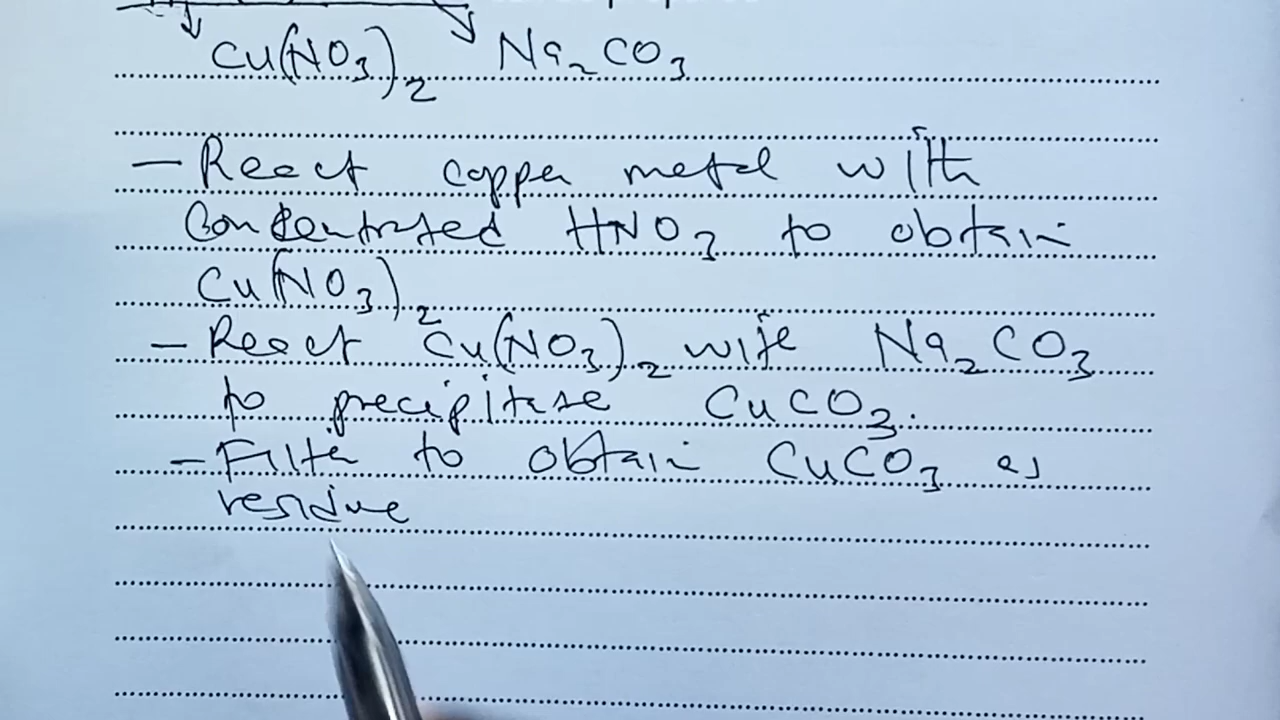 Cu(NO3)2 Na2CO3
- React copper metal with
Concentrated HNO3 to obtain
Cu(NO3)2
- React Cu(NO3)2 with Na2CO3
to precipitate CuCO3.
- Filter to obtain CuCO3 as
residue